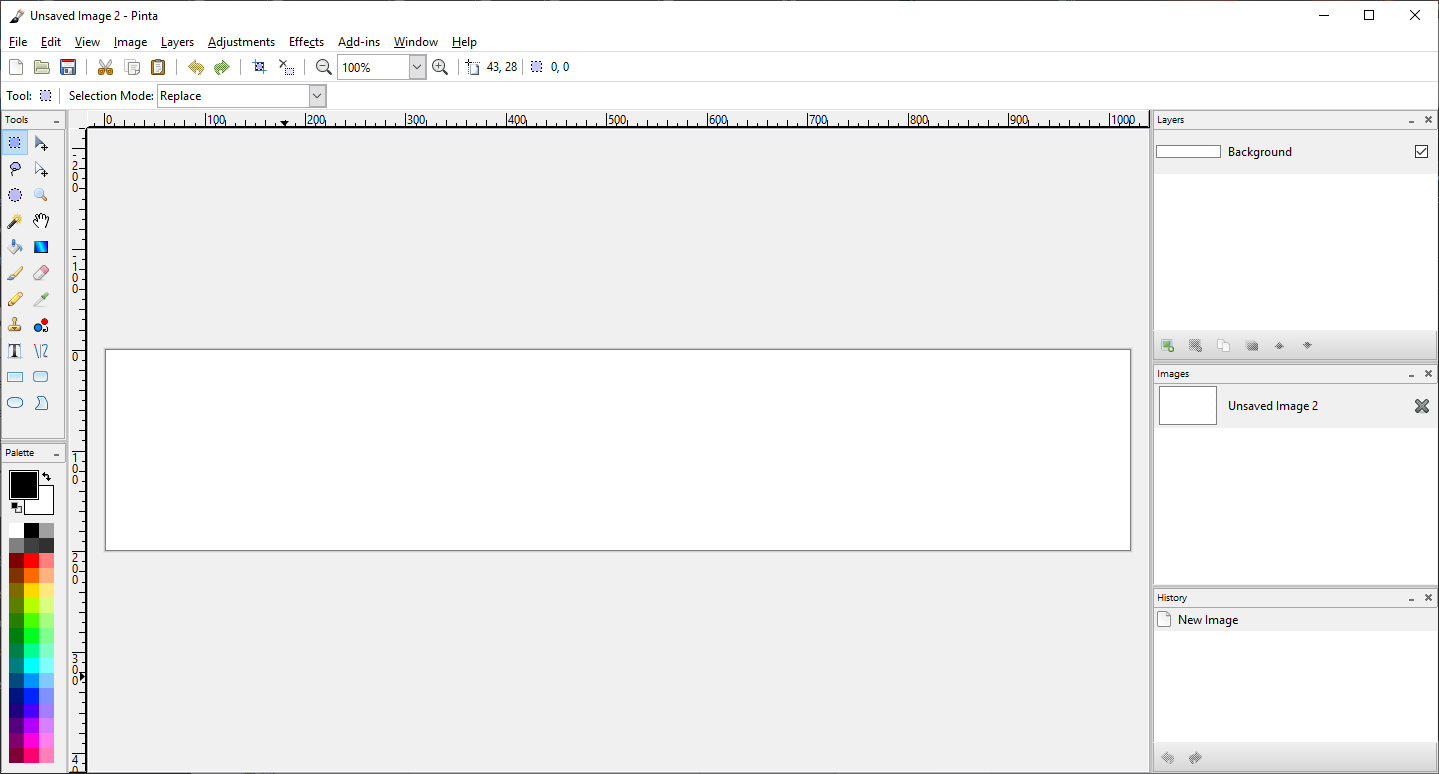 Unsaved Image 2 - Pinta
File Edit View Image Layers Adjustments Effects Add-ins Window Help
100% 43, 28 0, 0
Tool: Selection Mode: Replace
Tools
0 100 200 300 400 500 600 700 800 900 1000
-200
-100
0
100
200
300
4
Palette
Layers
Background
Images
Unsaved Image 2
History
New Image